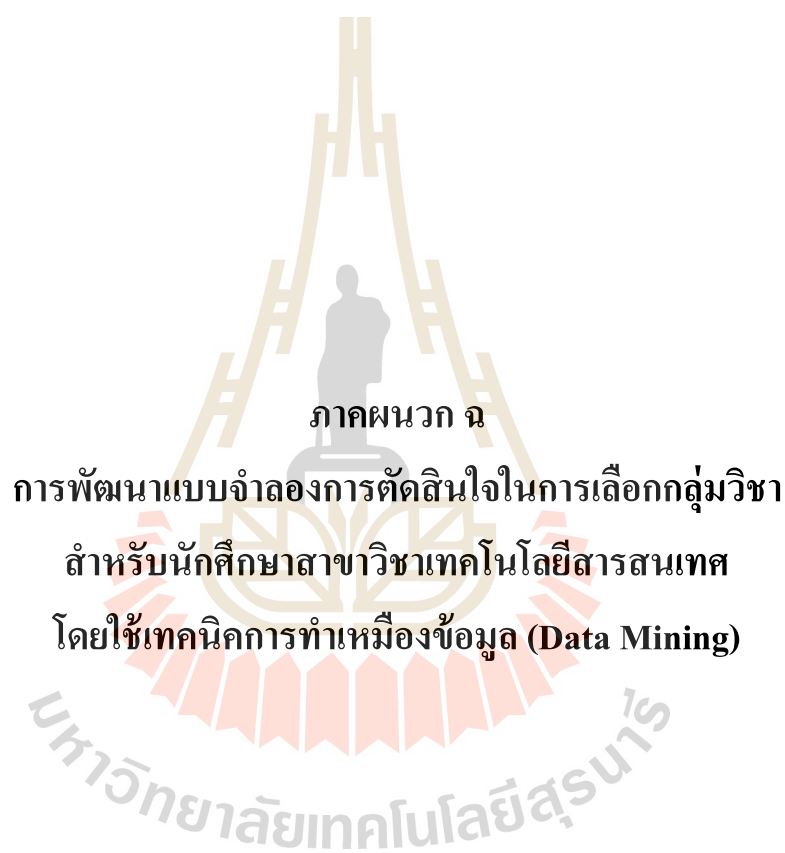 ภาคผนวก ฉ
การพัฒนาแบบจำลองการตัดสินใจในการเลือกกลุ่มวิชา
สำหรับนักศึกษาสาขาวิชาเทคโนโลยีสารสนเทศ
โดยใช้เทคนิคการทำเหมืองข้อมูล (Data Mining)
มหาวิทยาลัยเทคโนโลยีสุรนารี